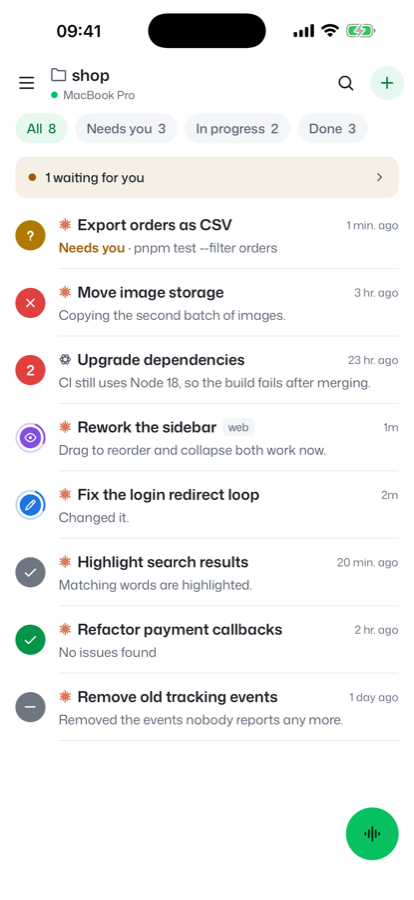 09:41
shop
MacBook Pro
All 8
Needs you 3
In progress 2
Done 3
1 waiting for you
? Export orders as CSV 1 min. ago
Needs you · pnpm test --filter orders
Move image storage 3 hr. ago
Copying the second batch of images.
2 Upgrade dependencies 23 hr. ago
CI still uses Node 18, so the build fails after merging.
Rework the sidebar web 1m
Drag to reorder and collapse both work now.
Fix the login redirect loop 2m
Changed it.
Highlight search results 20 min. ago
Matching words are highlighted.
Refactor payment callbacks 2 hr. ago
No issues found
Remove old tracking events 1 day ago
Removed the events nobody reports any more.